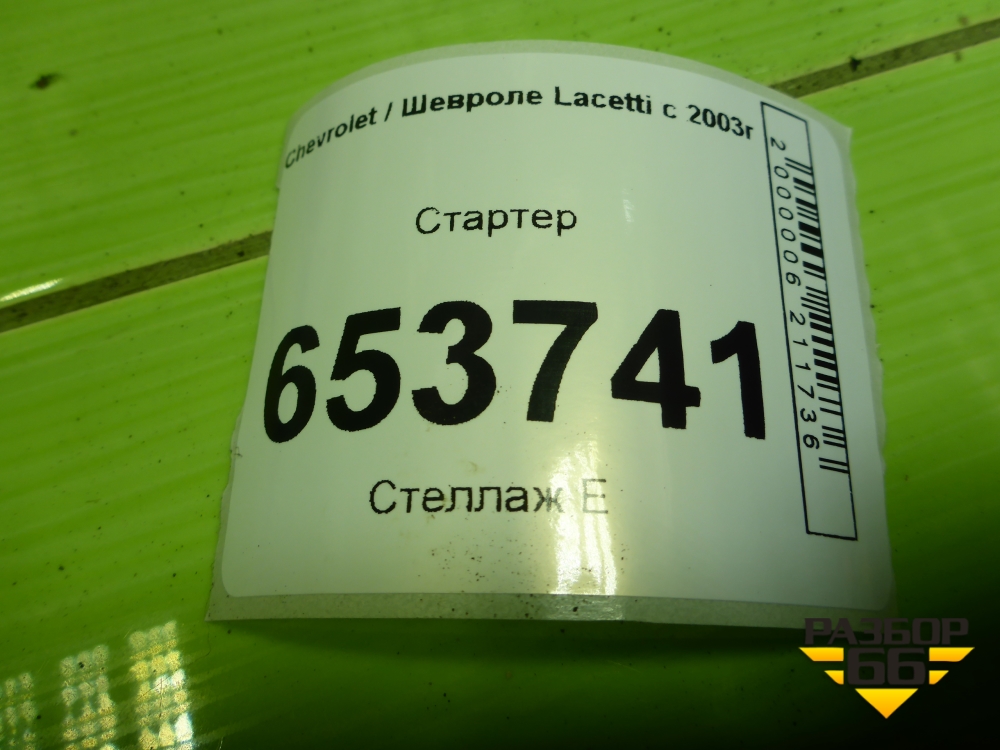 Chevrolet / Шевроле Lacetti с 2003г
Стартер
653741
Стеллаж Е
2000006211736
РАЗБОР
66